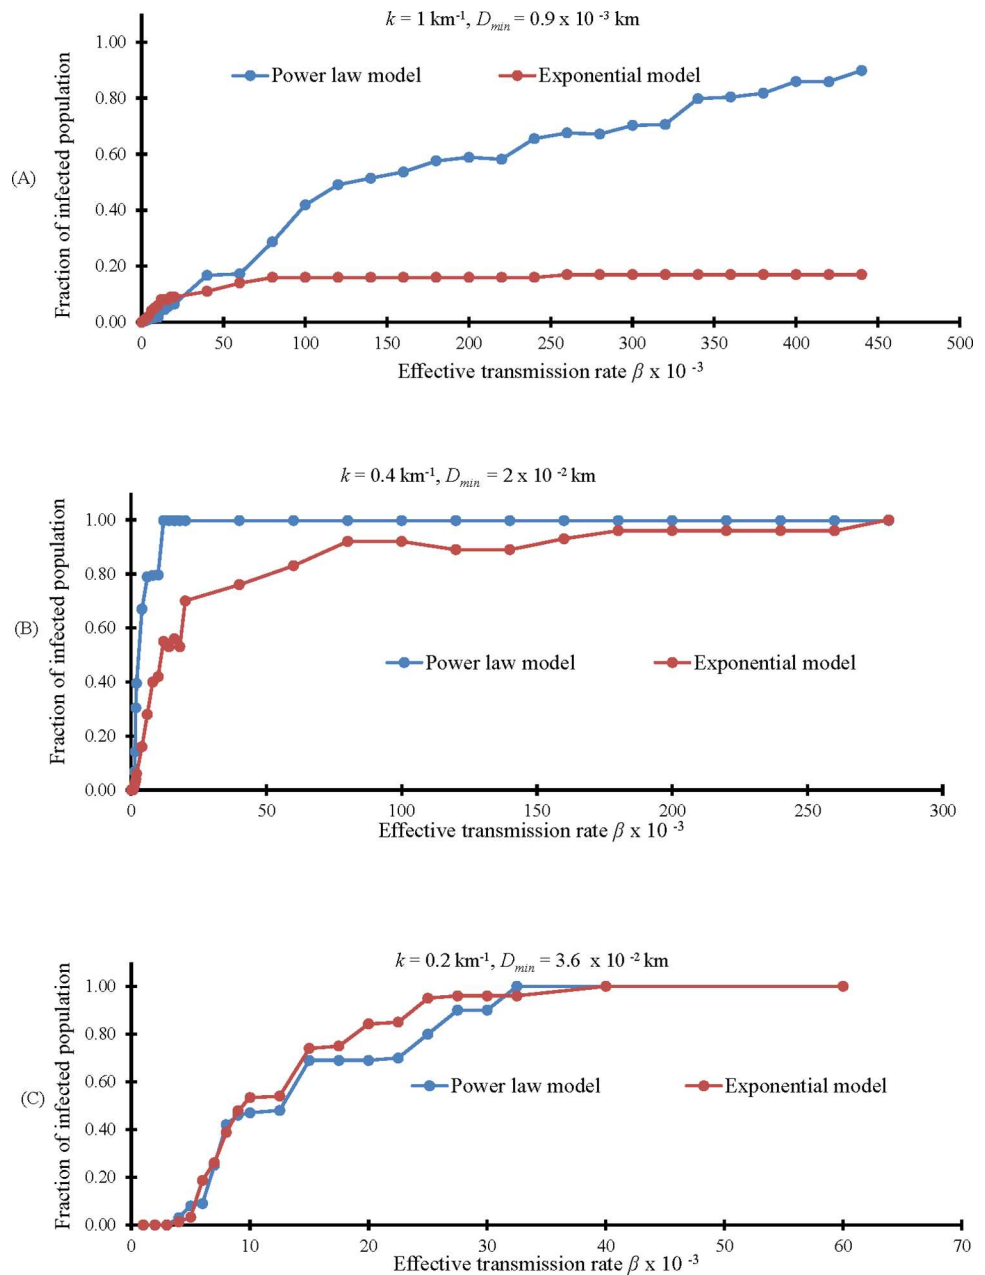 k = 1 km-1, Dmin = 0.9 x 10 -3 km
Power law model
Exponential model
(A)
Fraction of infected population
1.00
0.80
0.60
0.40
0.20
0.00
0 50 100 150 200 250 300 350 400 450 500
Effective transmission rate β x 10 -3
k = 0.4 km-1, Dmin = 2 x 10 -2 km
(B)
Fraction of infected population
1.00
0.80
0.60
0.40
0.20
0.00
Power law model
Exponential model
0 50 100 150 200 250 300
Effective transmission rate β x 10 -3
k = 0.2 km-1, Dmin = 3.6 x 10 -2 km
(C)
Fraction of infected population
1.00
0.80
0.60
0.40
0.20
0.00
Power law model
Exponential model
0 10 20 30 40 50 60 70
Effective transmission rate β x 10 -3